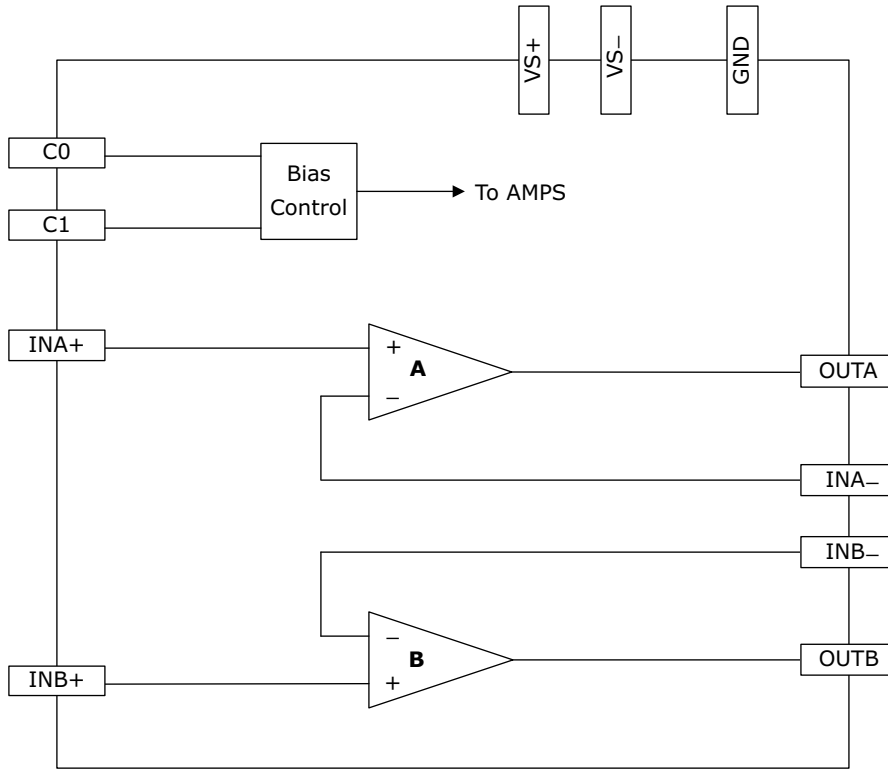 VS+
VS−
GND
C0
Bias
Control
To AMPS
C1
INA+
+
A
−
OUTA
INA−
INB−
−
B
+
OUTB
INB+